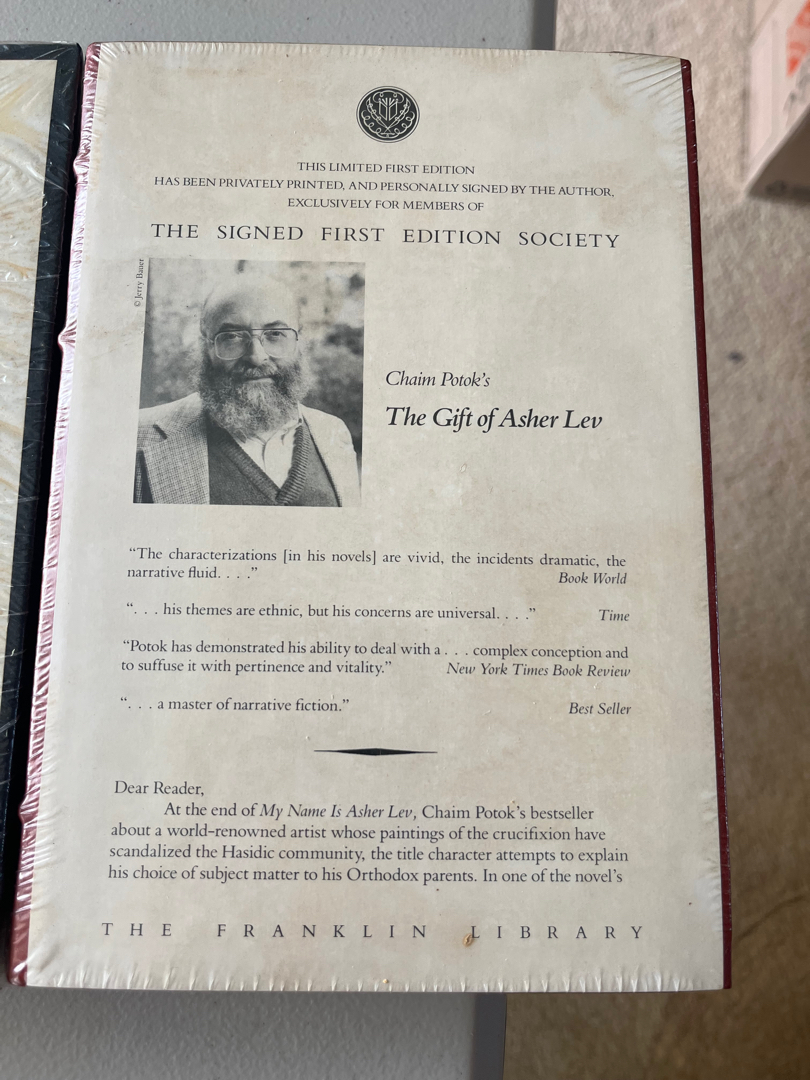 THIS LIMITED FIRST EDITION
HAS BEEN PRIVATELY PRINTED, AND PERSONALLY SIGNED BY THE AUTHOR,
EXCLUSIVELY FOR MEMBERS OF
THE SIGNED FIRST EDITION SOCIETY
© Jerry Bauer
Chaim Potok's
The Gift of Asher Lev
“The characterizations [in his novels] are vivid, the incidents dramatic, the
narrative fluid. . . .” Book World
“. . . his themes are ethnic, but his concerns are universal. . . .” Time
“Potok has demonstrated his ability to deal with a . . . complex conception and
to suffuse it with pertinence and vitality.” New York Times Book Review
“. . . a master of narrative fiction.” Best Seller
Dear Reader,
At the end of My Name Is Asher Lev, Chaim Potok's bestseller
about a world-renowned artist whose paintings of the crucifixion have
scandalized the Hasidic community, the title character attempts to explain
his choice of subject matter to his Orthodox parents. In one of the novel's
THE FRANKLIN LIBRARY